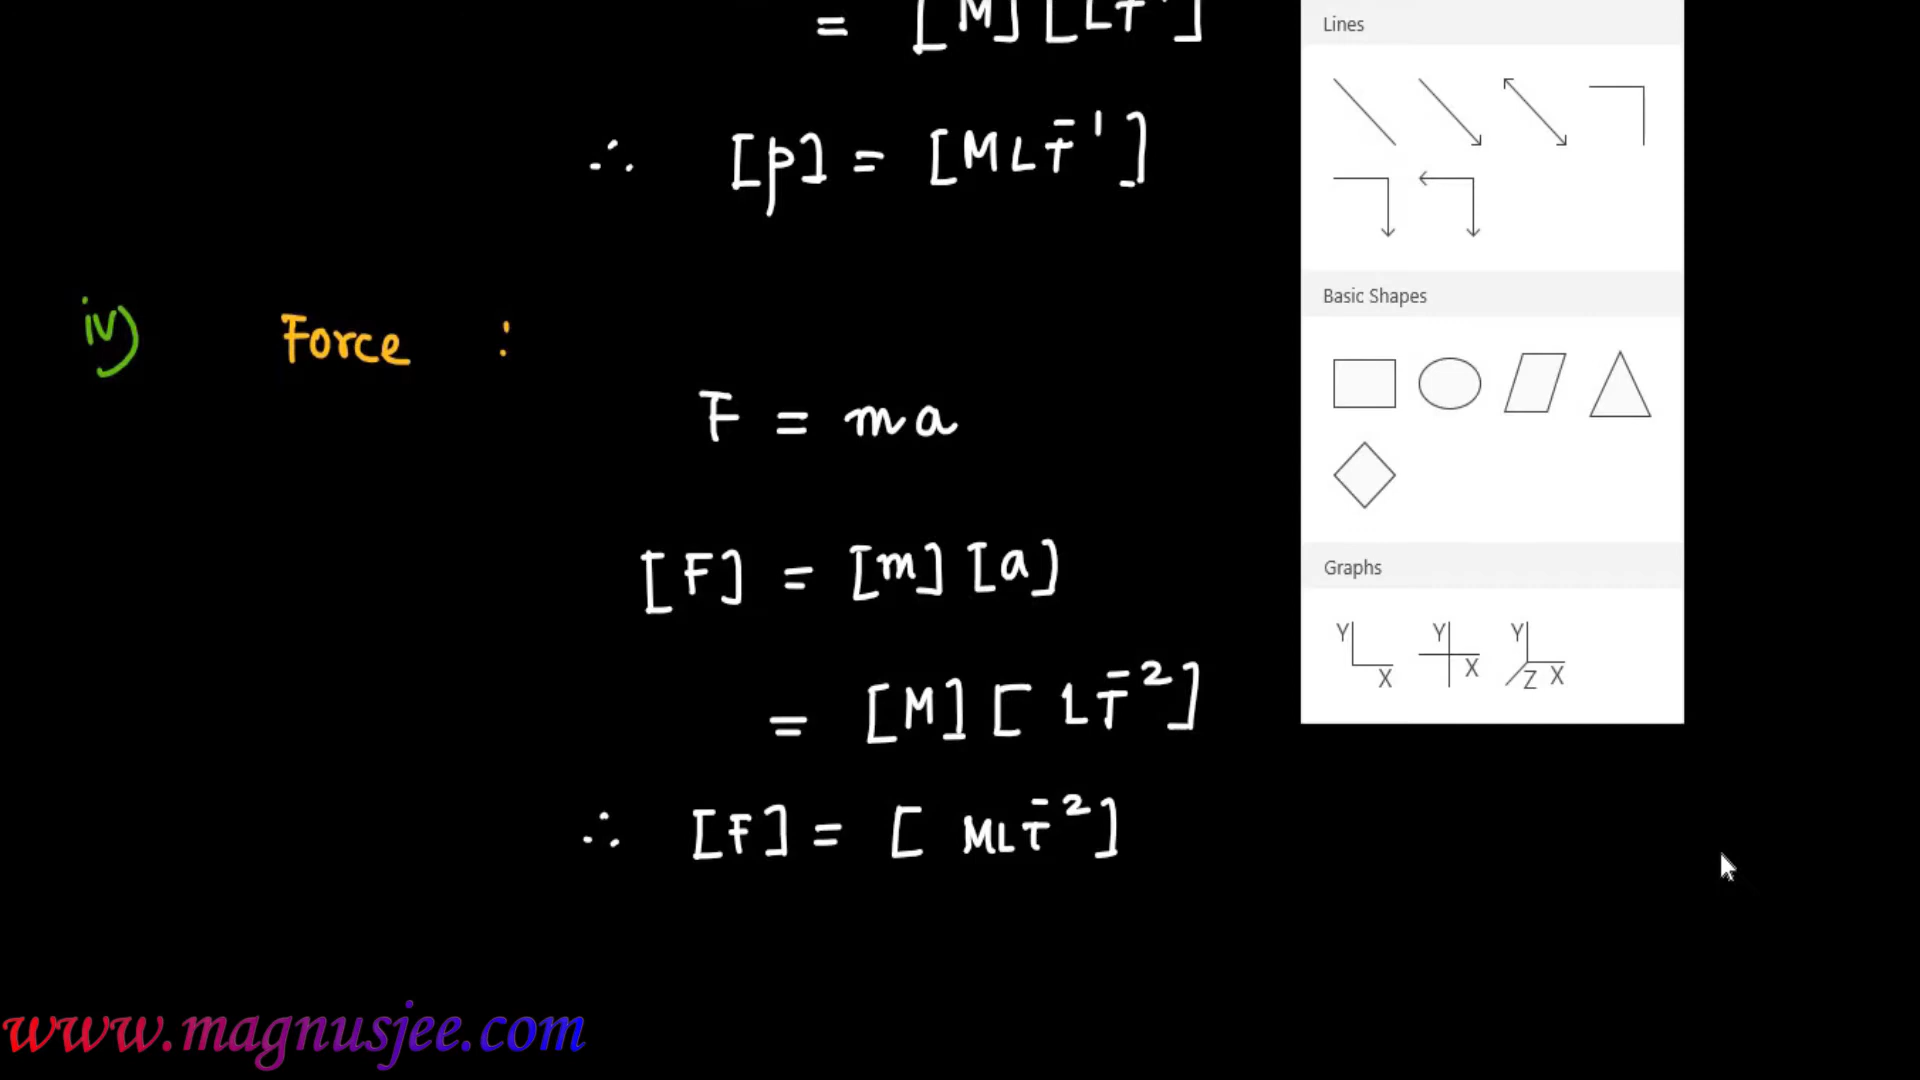 = [M] [LT⁻¹]
Lines
∴ [p] = [MLT⁻¹]
iv) Force :
Basic Shapes
F = ma
[F] = [m] [a]
Graphs
Y X Y X Y Z X
= [M] [LT⁻²]
∴ [F] = [MLT⁻²]
www.magnusjee.com